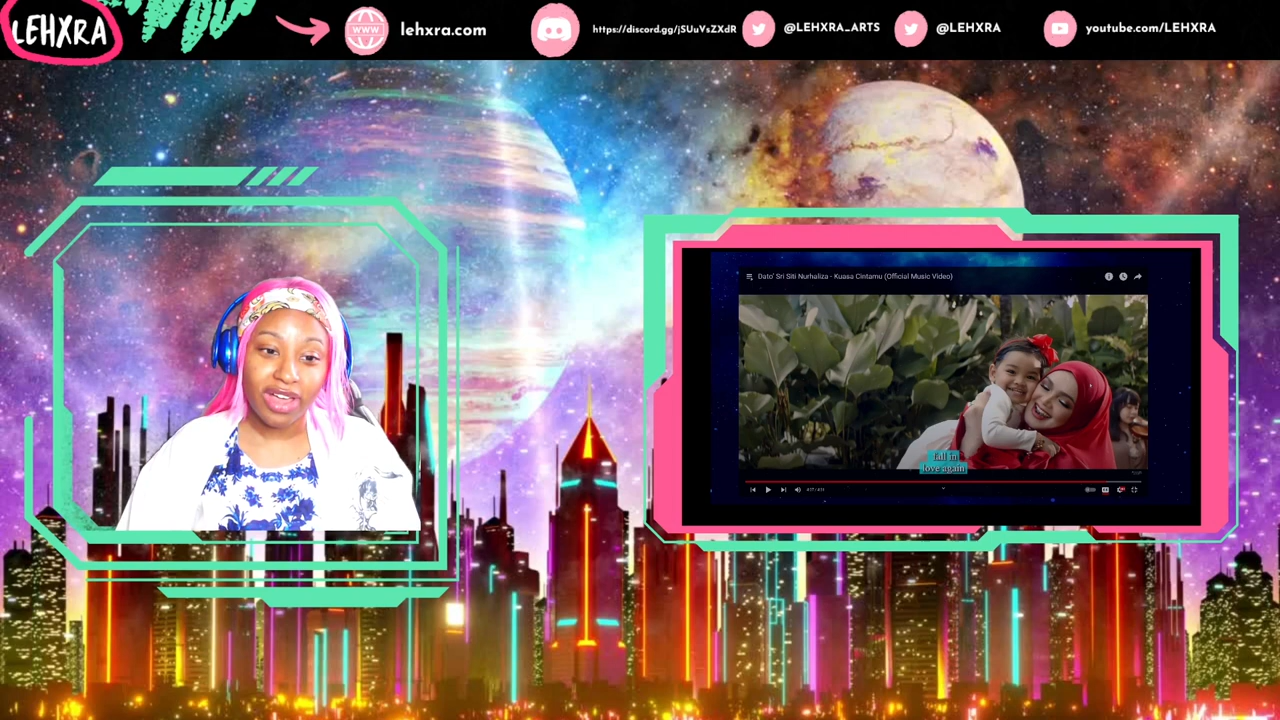 LEHXRA
WWW
lehxra.com
https://discord.gg/jSUuVsZXdR
@LEHXRA_ARTS
@LEHXRA
youtube.com/LEHXRA
Dato' Sri Siti Nurhaliza - Kuasa Cintamu (Official Music Video)
fall in
love again